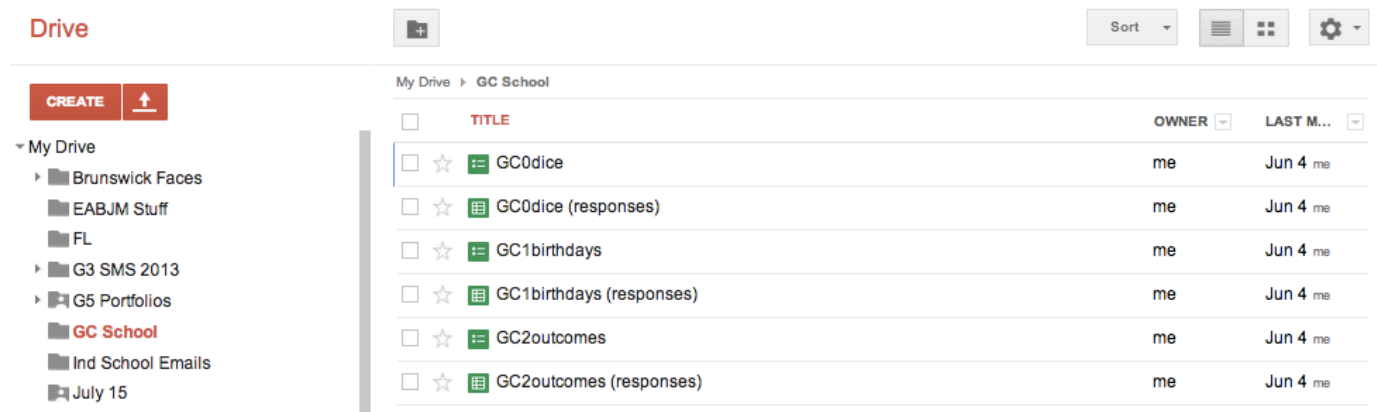 Drive
Sort
CREATE
My Drive
Brunswick Faces
EABJM Stuff
FL
G3 SMS 2013
G5 Portfolios
GC School
Ind School Emails
July 15
My Drive GC School
TITLE OWNER LAST M...
GC0dice me Jun 4 me
GC0dice (responses) me Jun 4 me
GC1birthdays me Jun 4 me
GC1birthdays (responses) me Jun 4 me
GC2outcomes me Jun 4 me
GC2outcomes (responses) me Jun 4 me